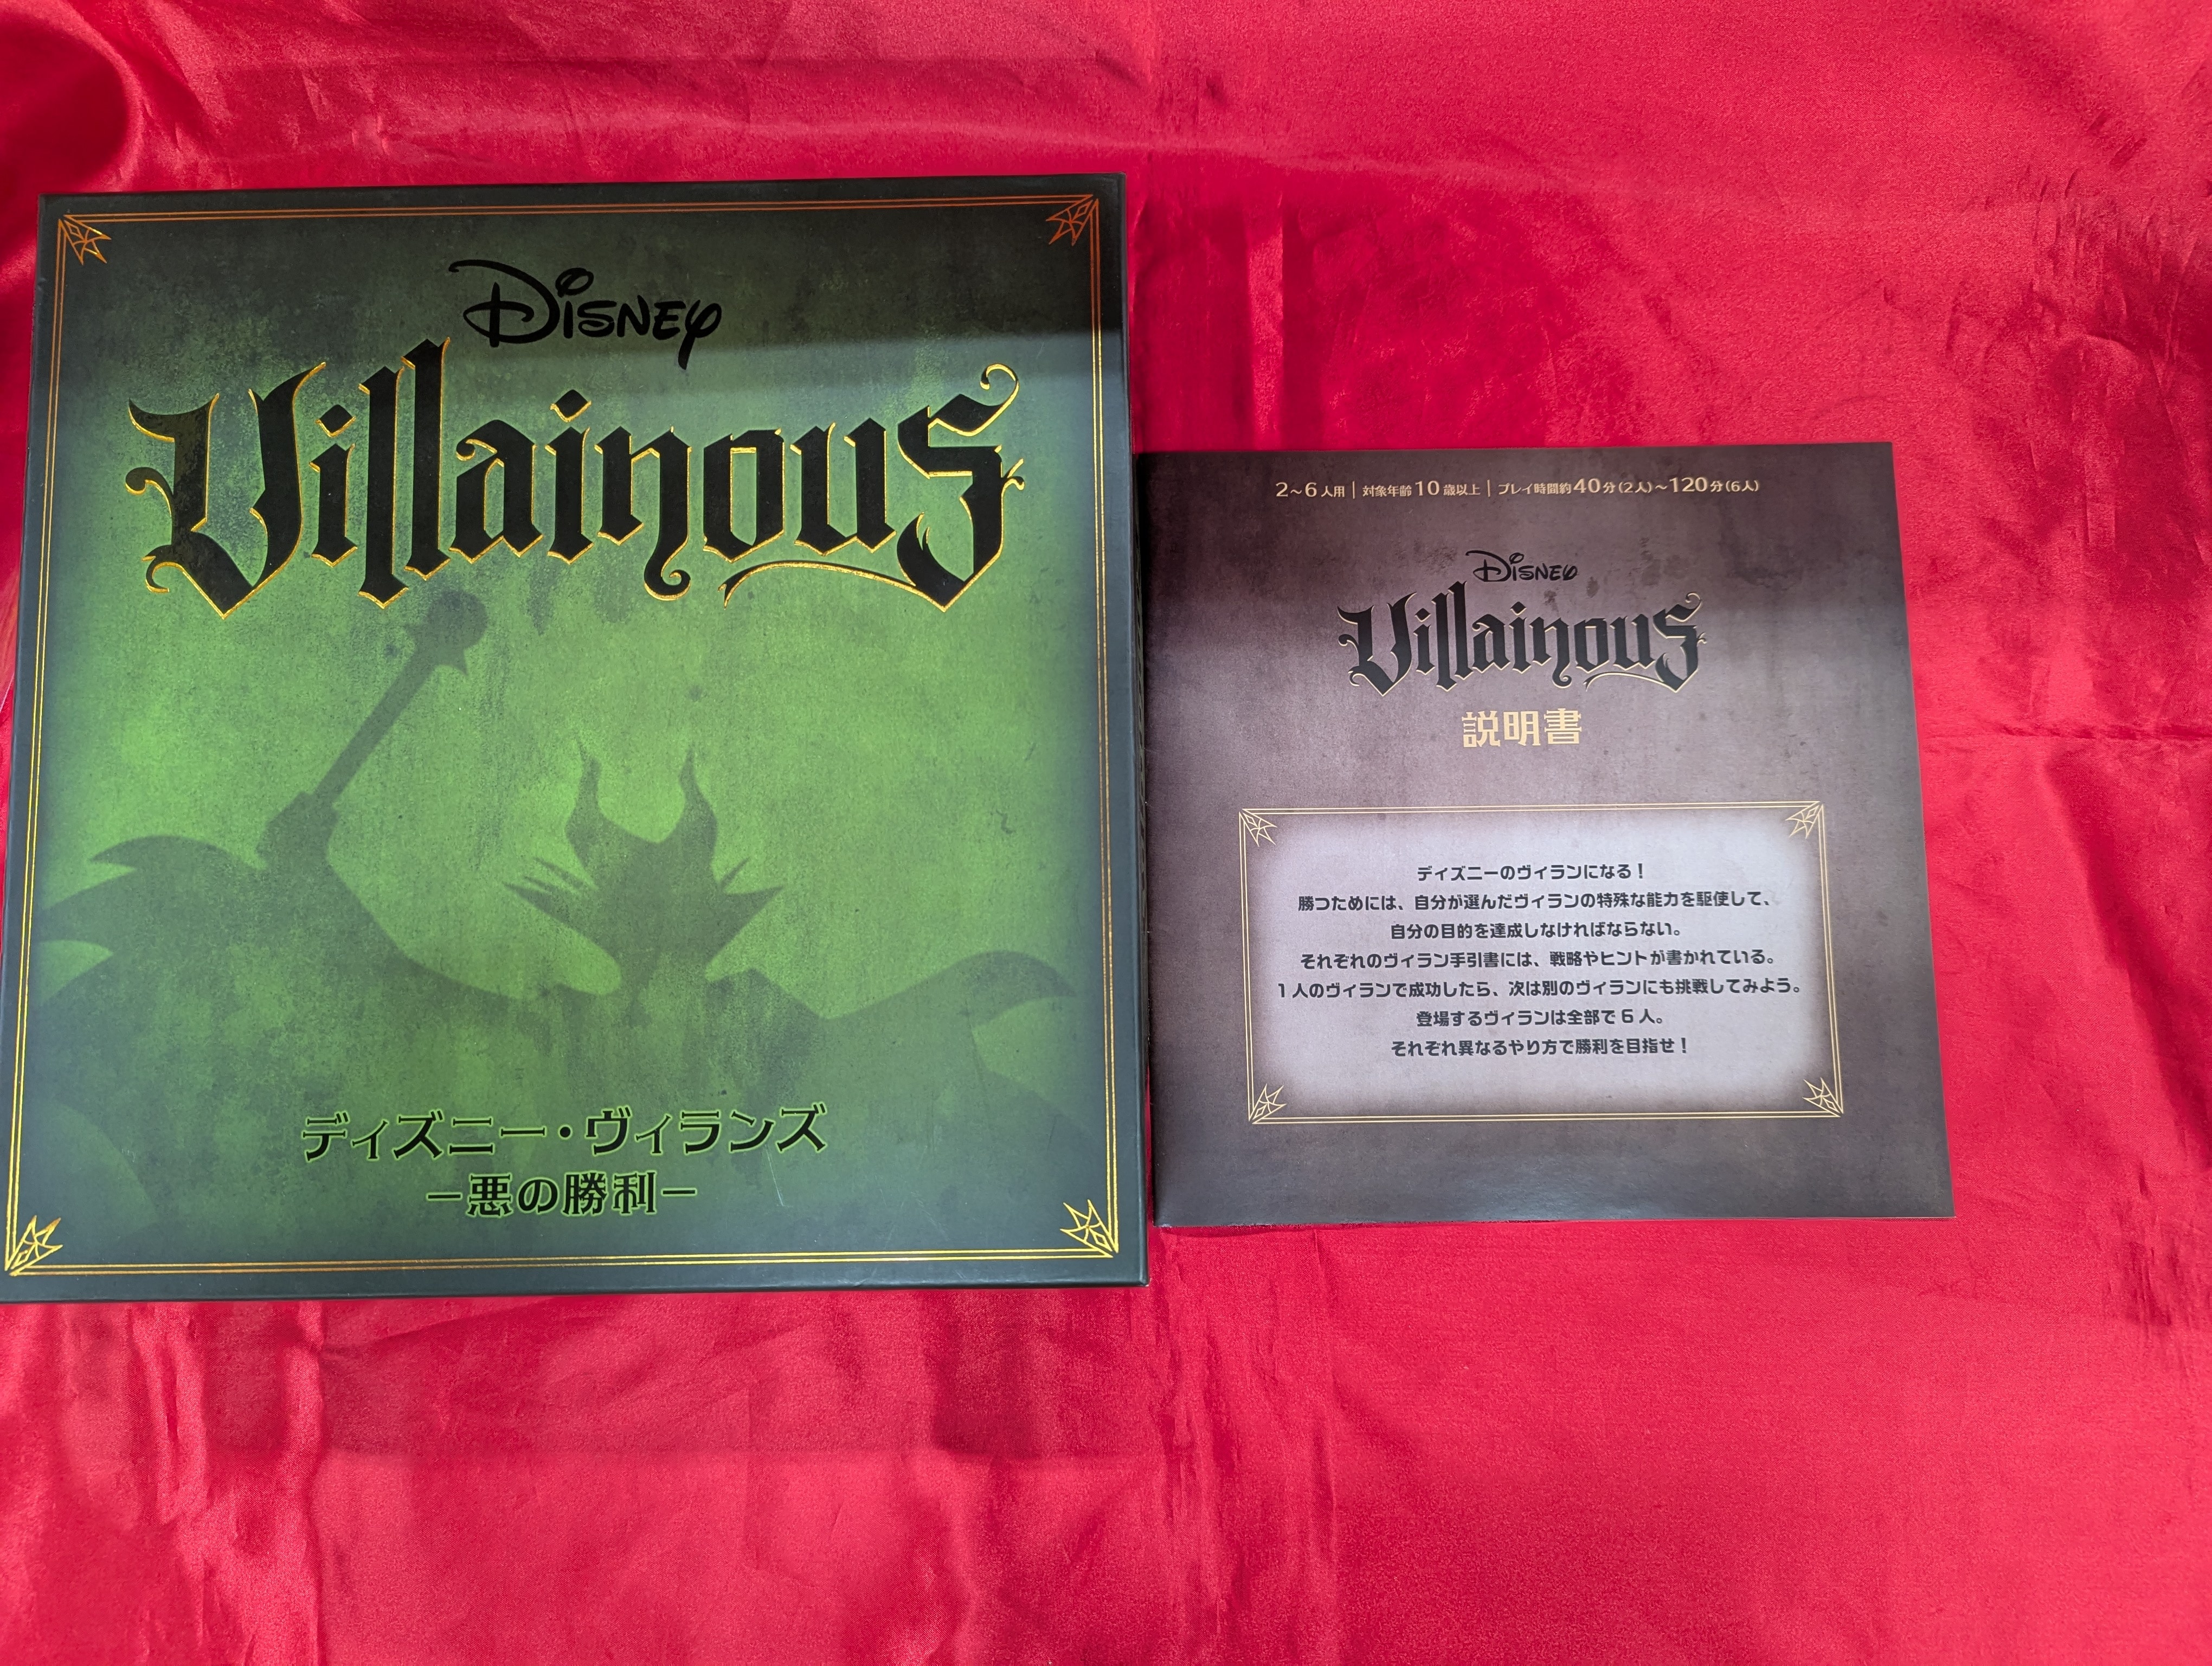 Disney
Villainous
ディズニー・ヴィランズ
－悪の勝利－
2～6人用｜対象年齢10歳以上｜プレイ時間約40分(2人)～120分(6人)
Disney
Villainous
説明書
ディズニーのヴィランになる！
勝つためには、自分が選んだヴィランの特殊な能力を駆使して、
自分の目的を達成しなければならない。
それぞれのヴィラン手引書には、戦略やヒントが書かれている。
1人のヴィランで成功したら、次は別のヴィランにも挑戦してみよう。
登場するヴィランは全部で6人。
それぞれ異なるやり方で勝利を目指せ！